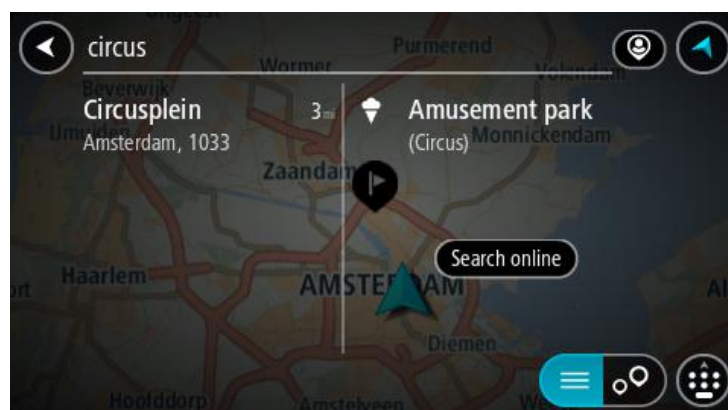 circus
Purmerend
Wormer
Volendam
Beverwijk
Circusplein
3 mi
Amusement park
Amsterdam, 1033
(Circus)
Monnickendam
Zaandam
Search online
Haarlem
AMSTERDAM
Diemen
Hoofddorp
Amstelveen